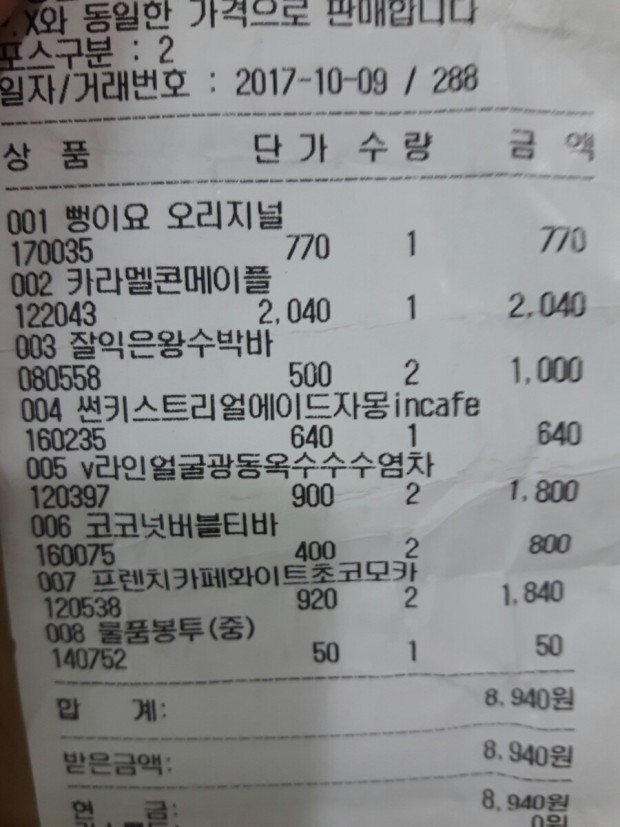 .X와 동일한 가격으로 판매합니다
포스구분 : 2
일자/거래번호 : 2017-10-09 / 288
상 품 단 가 수 량 금 액
001 뻥이요 오리지널
170035 770 1 770
002 카라멜콘메이플
122043 2,040 1 2,040
003 잘익은왕수박바
080558 500 2 1,000
004 썬키스트리얼에이드자몽incafe
160235 640 1 640
005 v라인얼굴광동옥수수수염차
120397 900 2 1,800
006 코코넛버블티바
160075 400 2 800
007 프렌치카페화이트초코모카
120538 920 2 1,840
008 물품봉투(중)
140752 50 1 50
합 계: 8,940원
받은금액: 8,940원
현 금: 8,940원
0원